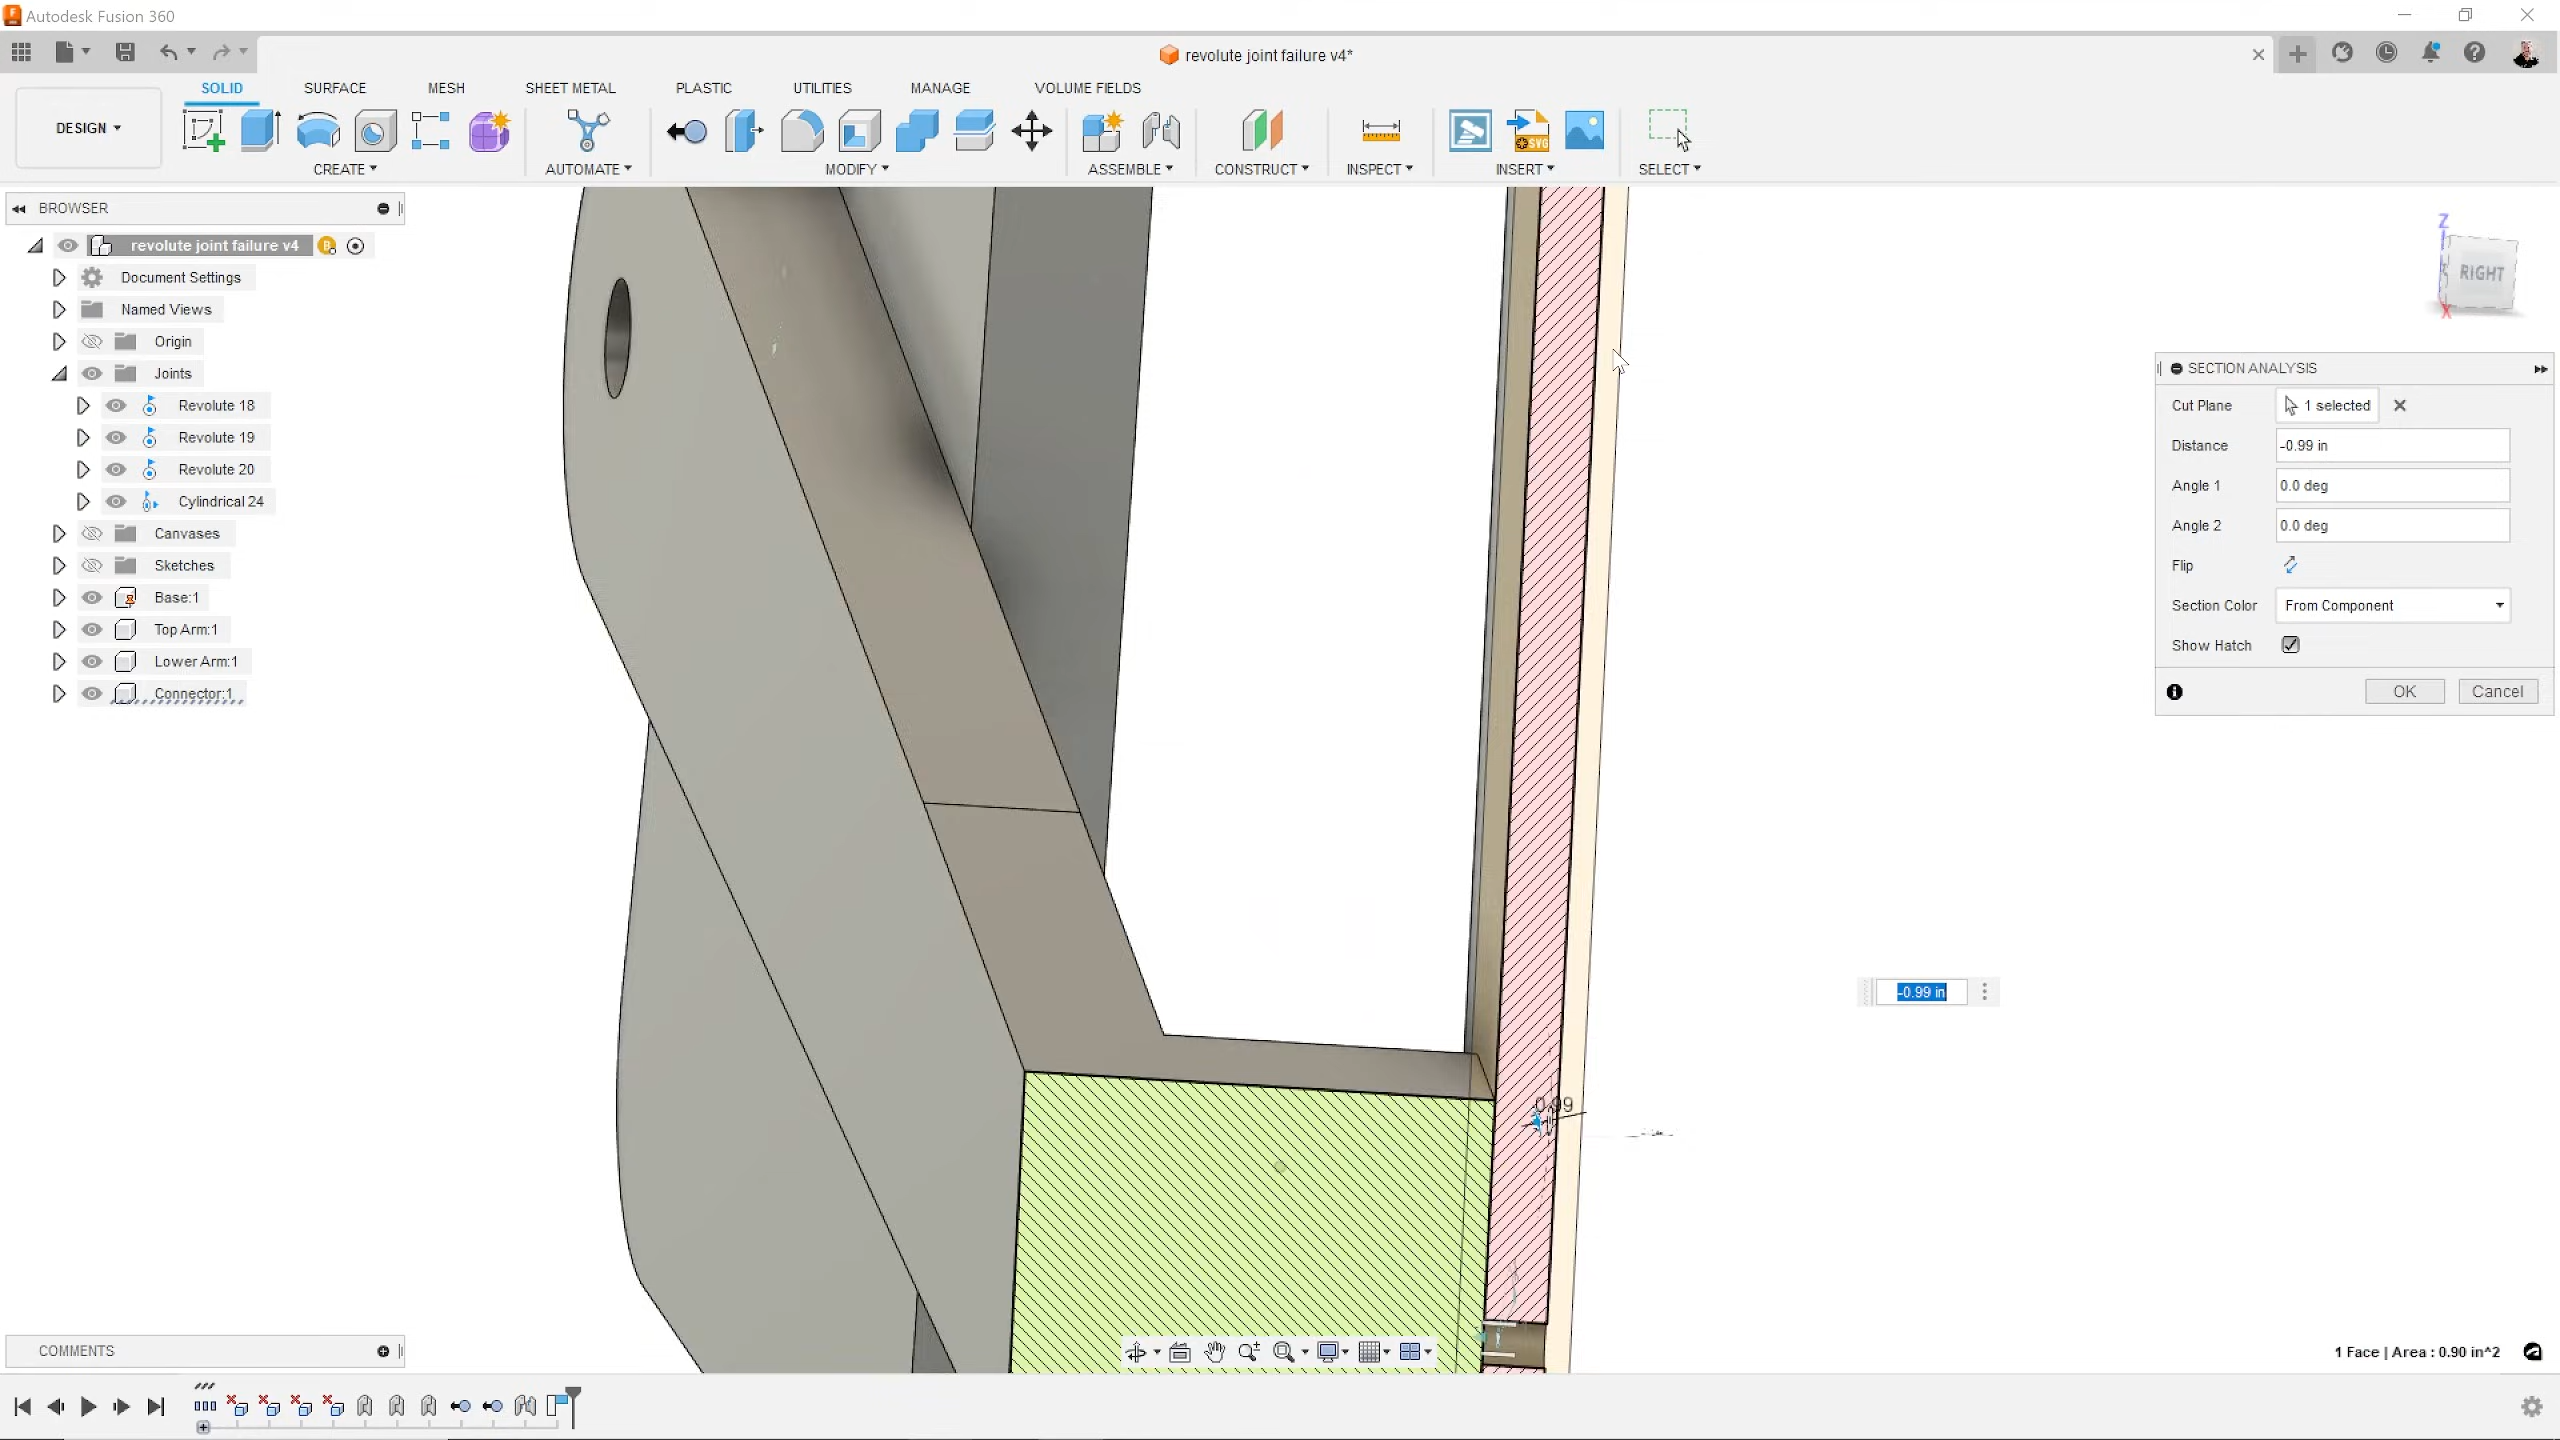 Autodesk Fusion 360
revolute joint failure v4*
SOLID SURFACE MESH SHEET METAL PLASTIC UTILITIES MANAGE VOLUME FIELDS
DESIGN
SVG
CREATE AUTOMATE MODIFY ASSEMBLE CONSTRUCT INSPECT INSERT SELECT
BROWSER
revolute joint failure v4
Document Settings
Named Views
Origin
Joints
Revolute 18
Revolute 19
Revolute 20
Cylindrical 24
Canvases
Sketches
Base:1
Top Arm:1
Lower Arm:1
Connector:1
Z
RIGHT
X
SECTION ANALYSIS
Cut Plane 1 selected
Distance -0.99 in
Angle 1 0.0 deg
Angle 2 0.0 deg
Flip
Section Color From Component
Show Hatch
OK Cancel
-0.99 in
0.99
COMMENTS
1 Face | Area : 0.90 in^2